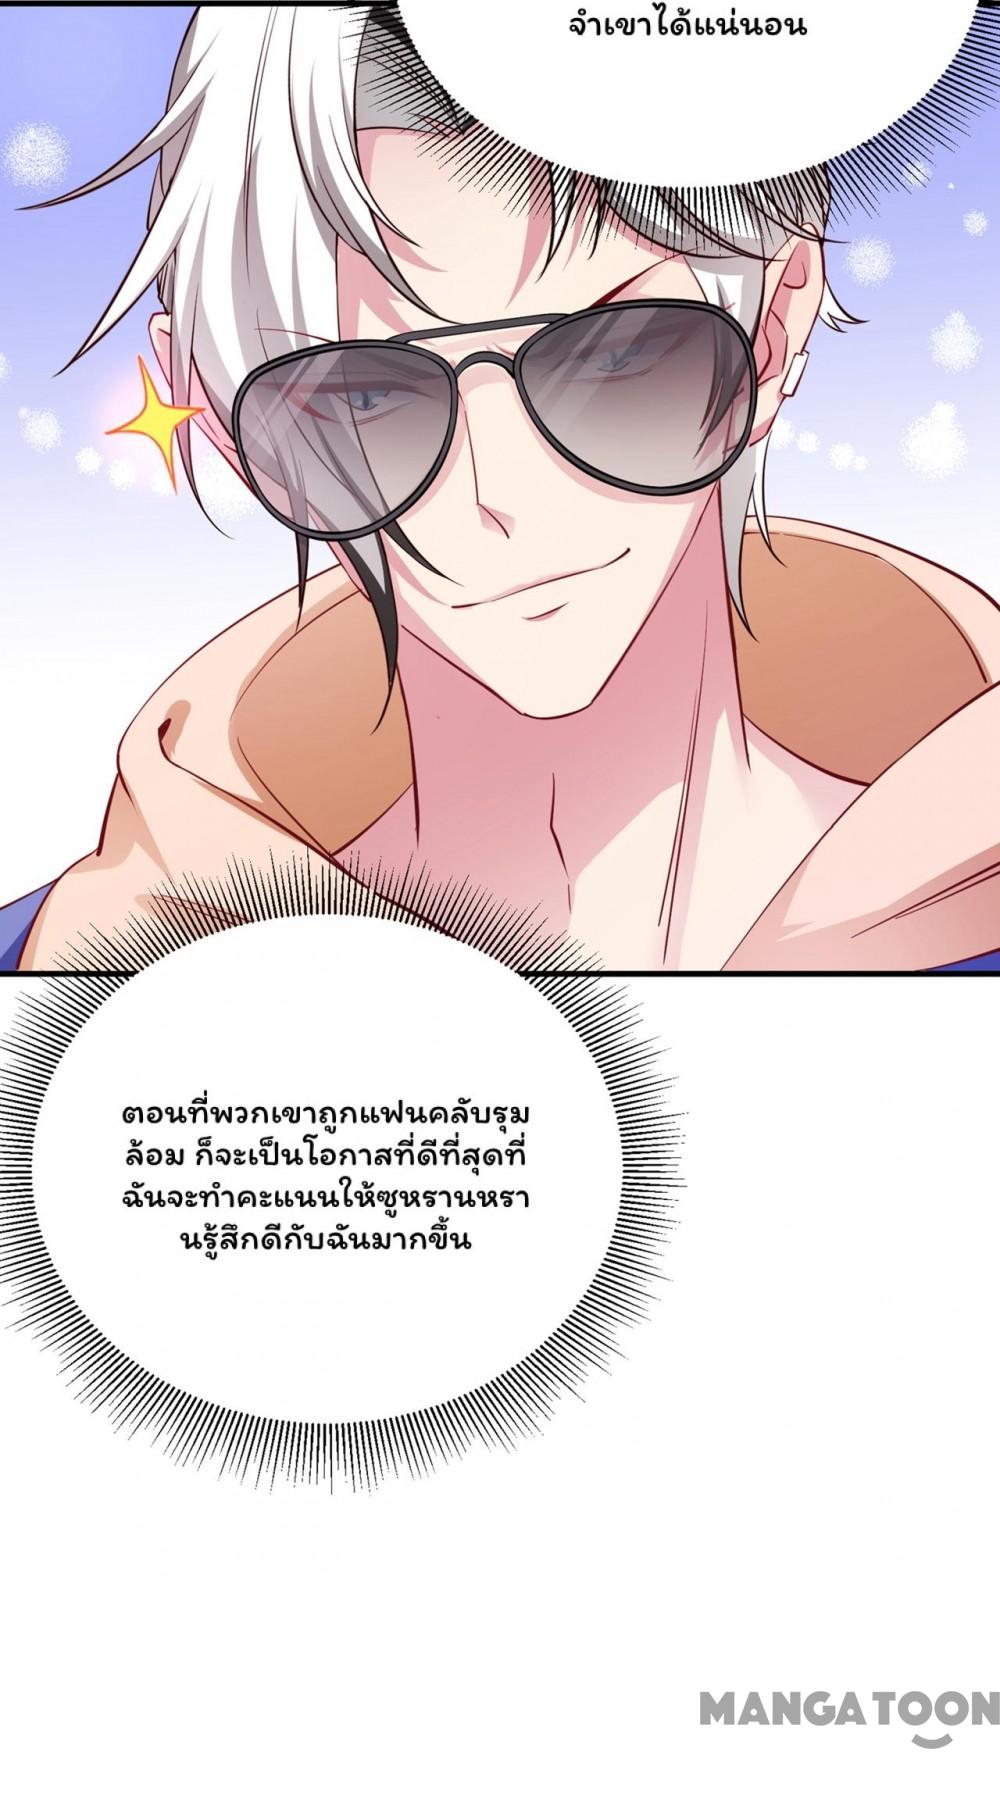 จำเขาได้แน่นอน
ตอนที่พวกเขาถูกแฟนคลับรุม
ล้อม ก็จะเป็นโอกาสที่ดีที่สุดที่
ฉันจะทำคะแนนให้ซูหรานหรา
นรู้สึกดีกับฉันมากขึ้น
MANGATOON